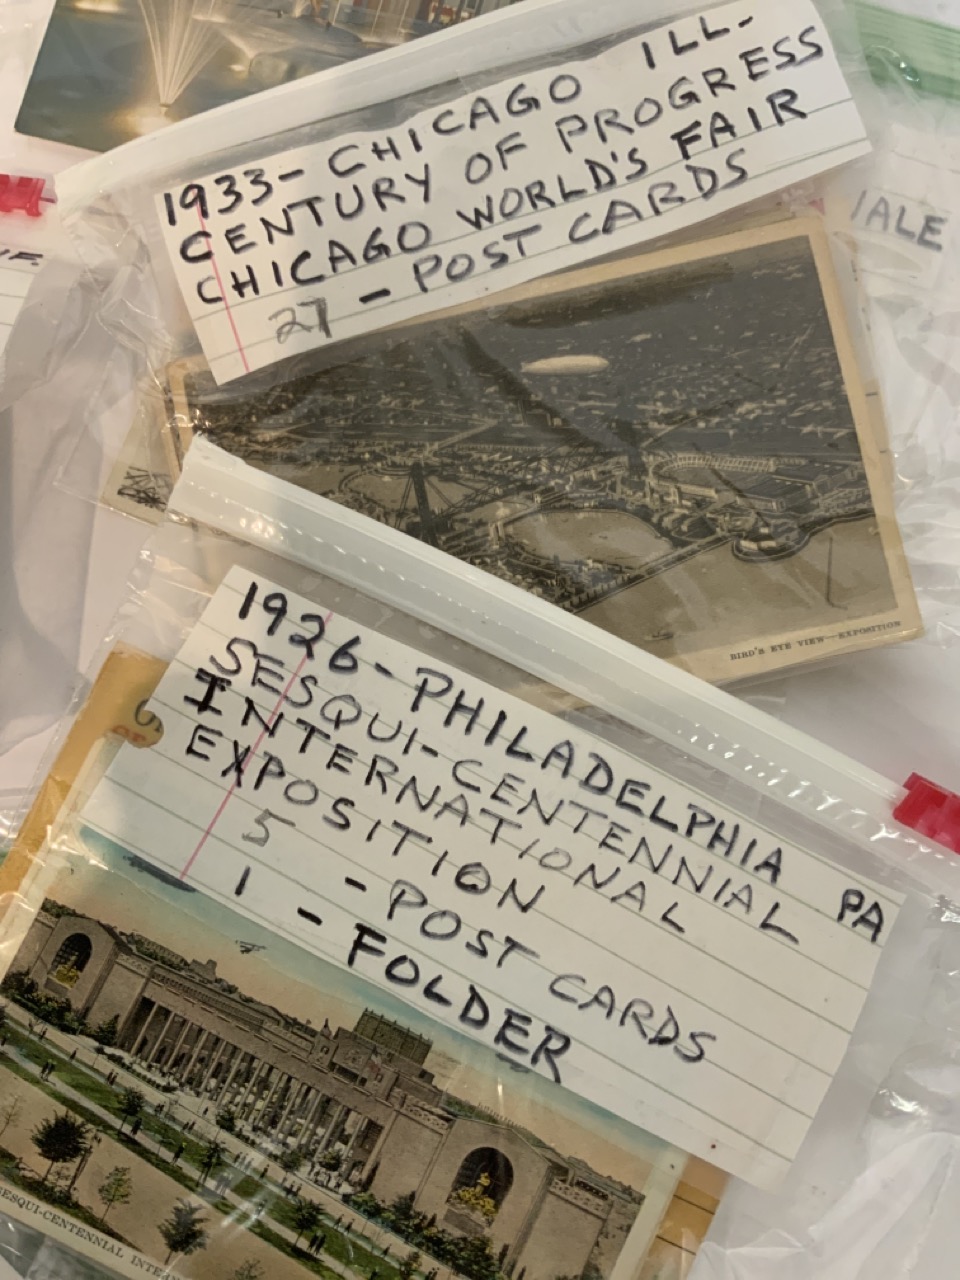 1933- CHICAGO ILL-
CENTURY OF PROGRESS
CHICAGO WORLD'S FAIR
27 - POST CARDS
BIRD'S EYE VIEW—EXPOSITION
1926- PHILADELPHIA PA
SESQUI-CENTENNIAL
INTERNATIONAL
EXPOSITION
5 - POST CARDS
1 - FOLDER
SESQUI-CENTENNIAL